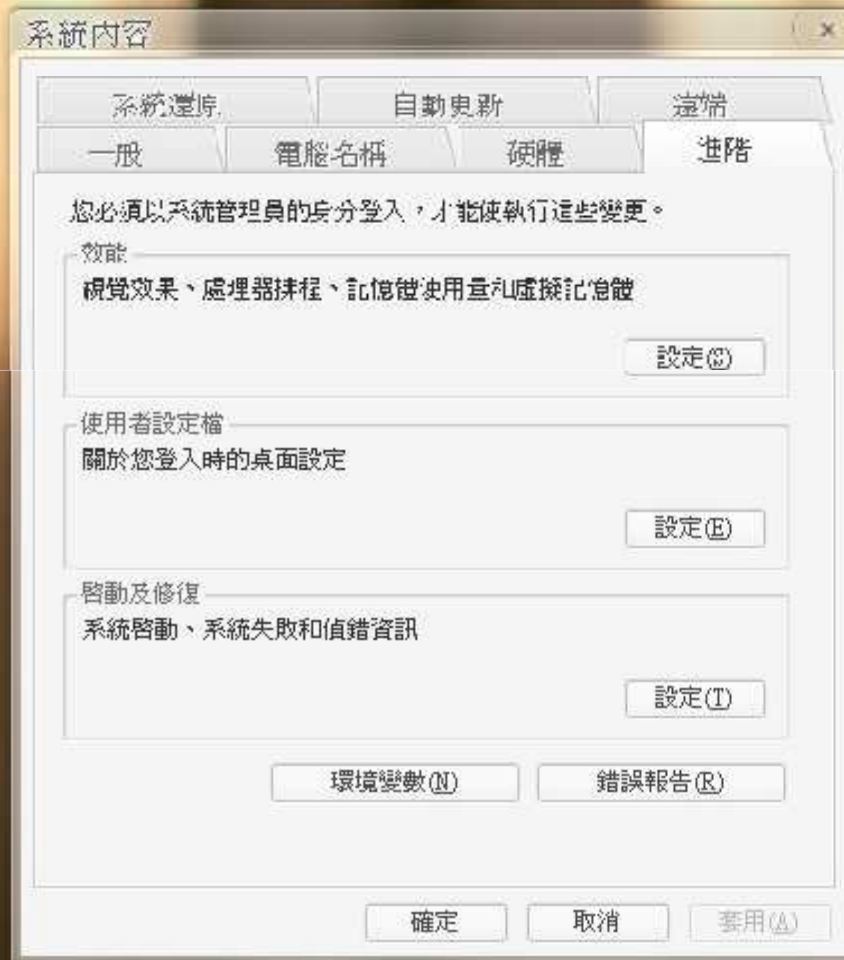 系統內容
系統還原
自動更新
遠端
一般
電腦名稱
硬體
進階
您必須以系統管理員的身分登入，才能使執行這些變更。
效能
視覺效果、處理器排程、記憶體使用量和虛擬記憶體
設定(S)
使用者設定檔
關於您登入時的桌面設定
設定(E)
啓動及修復
系統啓動、系統失敗和偵錯資訊
設定(T)
環境變數(N)
錯誤報告(R)
確定
取消
套用(A)